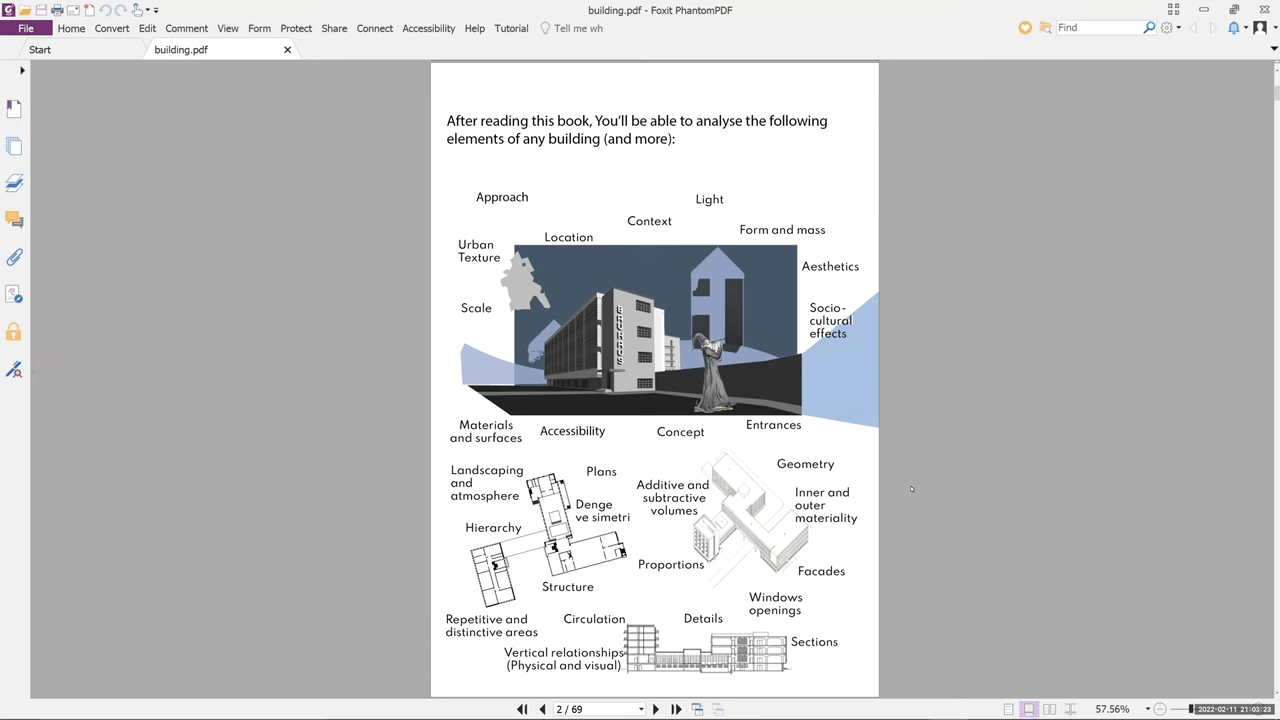 building.pdf - Foxit PhantomPDF
File Home Convert Edit Comment View Form Protect Share Connect Accessibility Help Tutorial Tell me wh Find
Start building.pdf
After reading this book, You'll be able to analyse the following
elements of any building (and more):
Approach
Light
Context
Form and mass
Location
Urban
Texture
Aesthetics
Scale
Socio-
cultural
effects
BAUHAUS
Materials
and surfaces
Accessibility
Concept
Entrances
Landscaping
and
atmosphere
Plans
Denge
ve simetri
Hierarchy
Structure
Repetitive and
distinctive areas
Circulation
Vertical relationships
(Physical and visual)
Geometry
Additive and
subtractive
volumes
Inner and
outer
materiality
Proportions
Facades
Windows
openings
Details
Sections
2 / 69
57.56%
2022-02-11 21:03:23